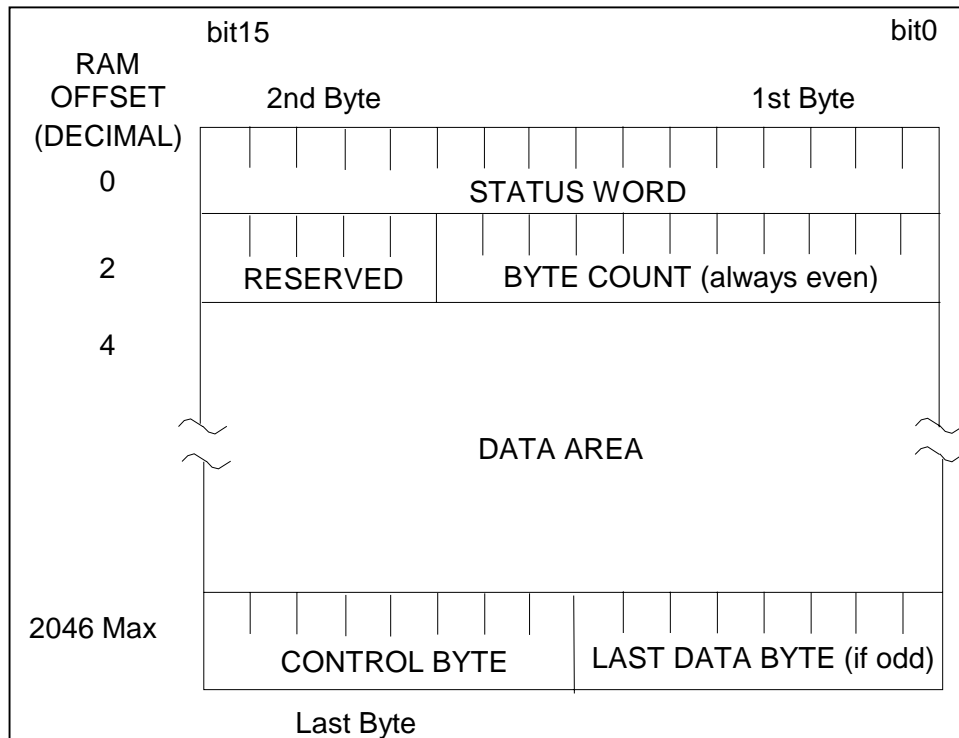 bit15 bit0
RAM
OFFSET
(DECIMAL)
2nd Byte 1st Byte
0 STATUS WORD
2 RESERVED BYTE COUNT (always even)
4
DATA AREA
2046 Max CONTROL BYTE LAST DATA BYTE (if odd)
Last Byte